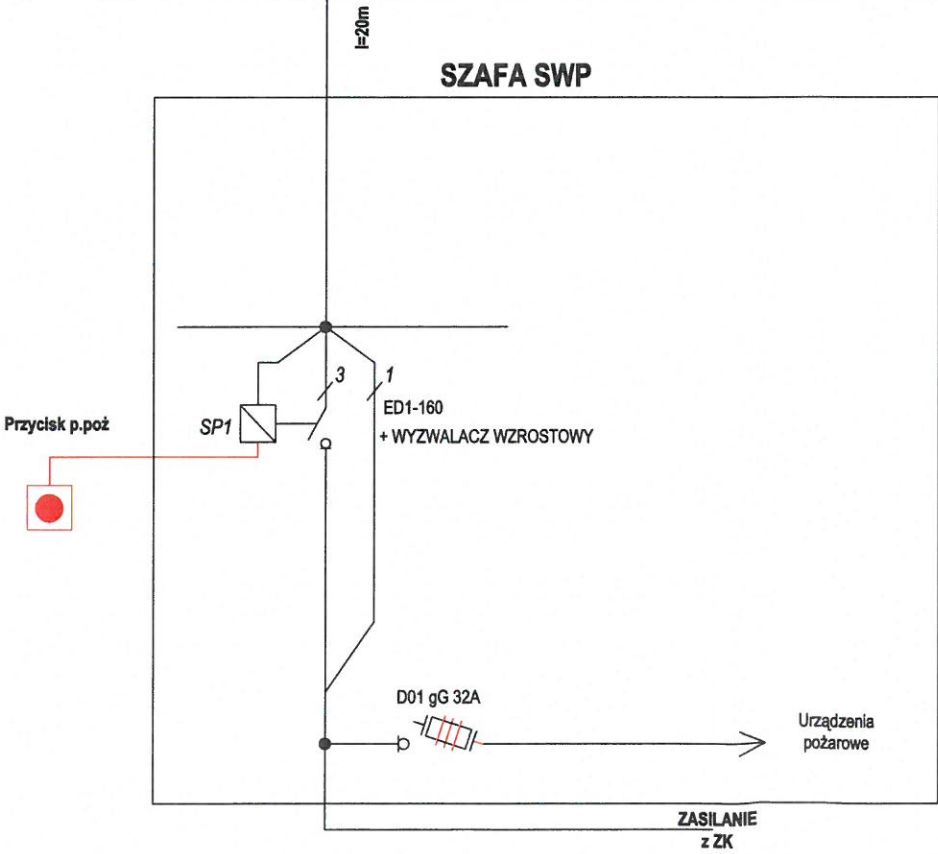 l=20m
SZAFA SWP
3
1
ED1-160
+ WYZWALACZ WZROSTOWY
SP1
Przycisk p.poż
D01 gG 32A
Urządzenia
pożarowe
ZASILANIE
z ZK